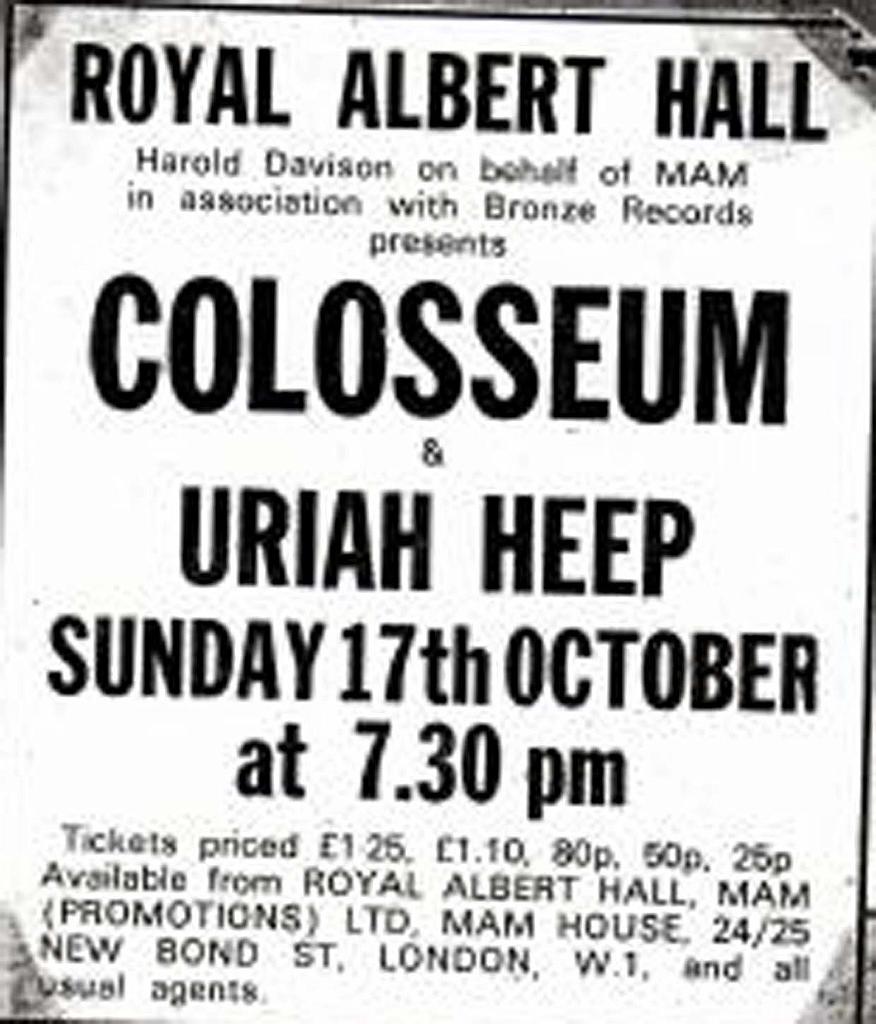 ROYAL ALBERT HALL
Harold Davison on behalf of MAM
in association with Bronze Records
presents
COLOSSEUM
&
URIAH HEEP
SUNDAY 17th OCTOBER
at 7.30 pm
Tickets priced £1·25, £1.10, 80p, 50p, 25p
Available from ROYAL ALBERT HALL, MAM
(PROMOTIONS) LTD, MAM HOUSE, 24/25
NEW BOND ST, LONDON, W.1, and all
usual agents.